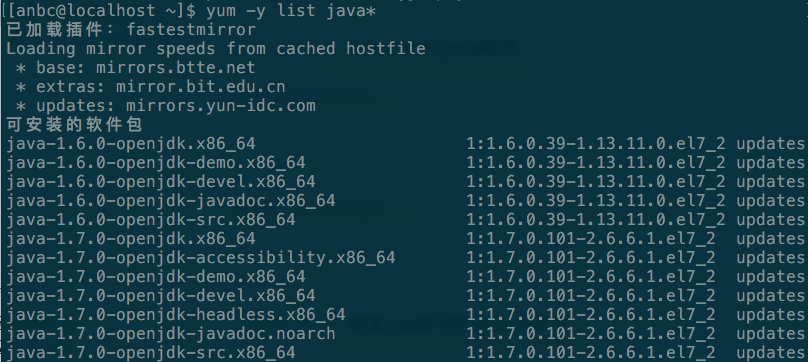 [[anbc@localhost ~]$ yum -y list java*
已加载插件：fastestmirror
Loading mirror speeds from cached hostfile
 * base: mirrors.btte.net
 * extras: mirror.bit.edu.cn
 * updates: mirrors.yun-idc.com
可安装的软件包
java-1.6.0-openjdk.x86_64 1:1.6.0.39-1.13.11.0.el7_2 updates
java-1.6.0-openjdk-demo.x86_64 1:1.6.0.39-1.13.11.0.el7_2 updates
java-1.6.0-openjdk-devel.x86_64 1:1.6.0.39-1.13.11.0.el7_2 updates
java-1.6.0-openjdk-javadoc.x86_64 1:1.6.0.39-1.13.11.0.el7_2 updates
java-1.6.0-openjdk-src.x86_64 1:1.6.0.39-1.13.11.0.el7_2 updates
java-1.7.0-openjdk.x86_64 1:1.7.0.101-2.6.6.1.el7_2 updates
java-1.7.0-openjdk-accessibility.x86_64 1:1.7.0.101-2.6.6.1.el7_2 updates
java-1.7.0-openjdk-demo.x86_64 1:1.7.0.101-2.6.6.1.el7_2 updates
java-1.7.0-openjdk-devel.x86_64 1:1.7.0.101-2.6.6.1.el7_2 updates
java-1.7.0-openjdk-headless.x86_64 1:1.7.0.101-2.6.6.1.el7_2 updates
java-1.7.0-openjdk-javadoc.noarch 1:1.7.0.101-2.6.6.1.el7_2 updates
java-1.7.0-openjdk-src.x86_64 1:1.7.0.101-2.6.6.1.el7_2 updates